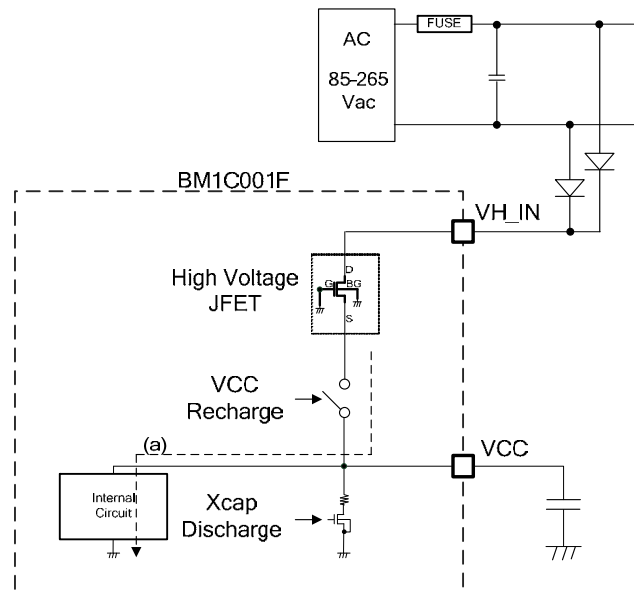 AC
85-265
Vac
FUSE
BM1C001F
VH_IN
High Voltage
JFET
D
G
BG
S
VCC
Recharge
(a)
VCC
Internal
Circuit
Xcap
Discharge